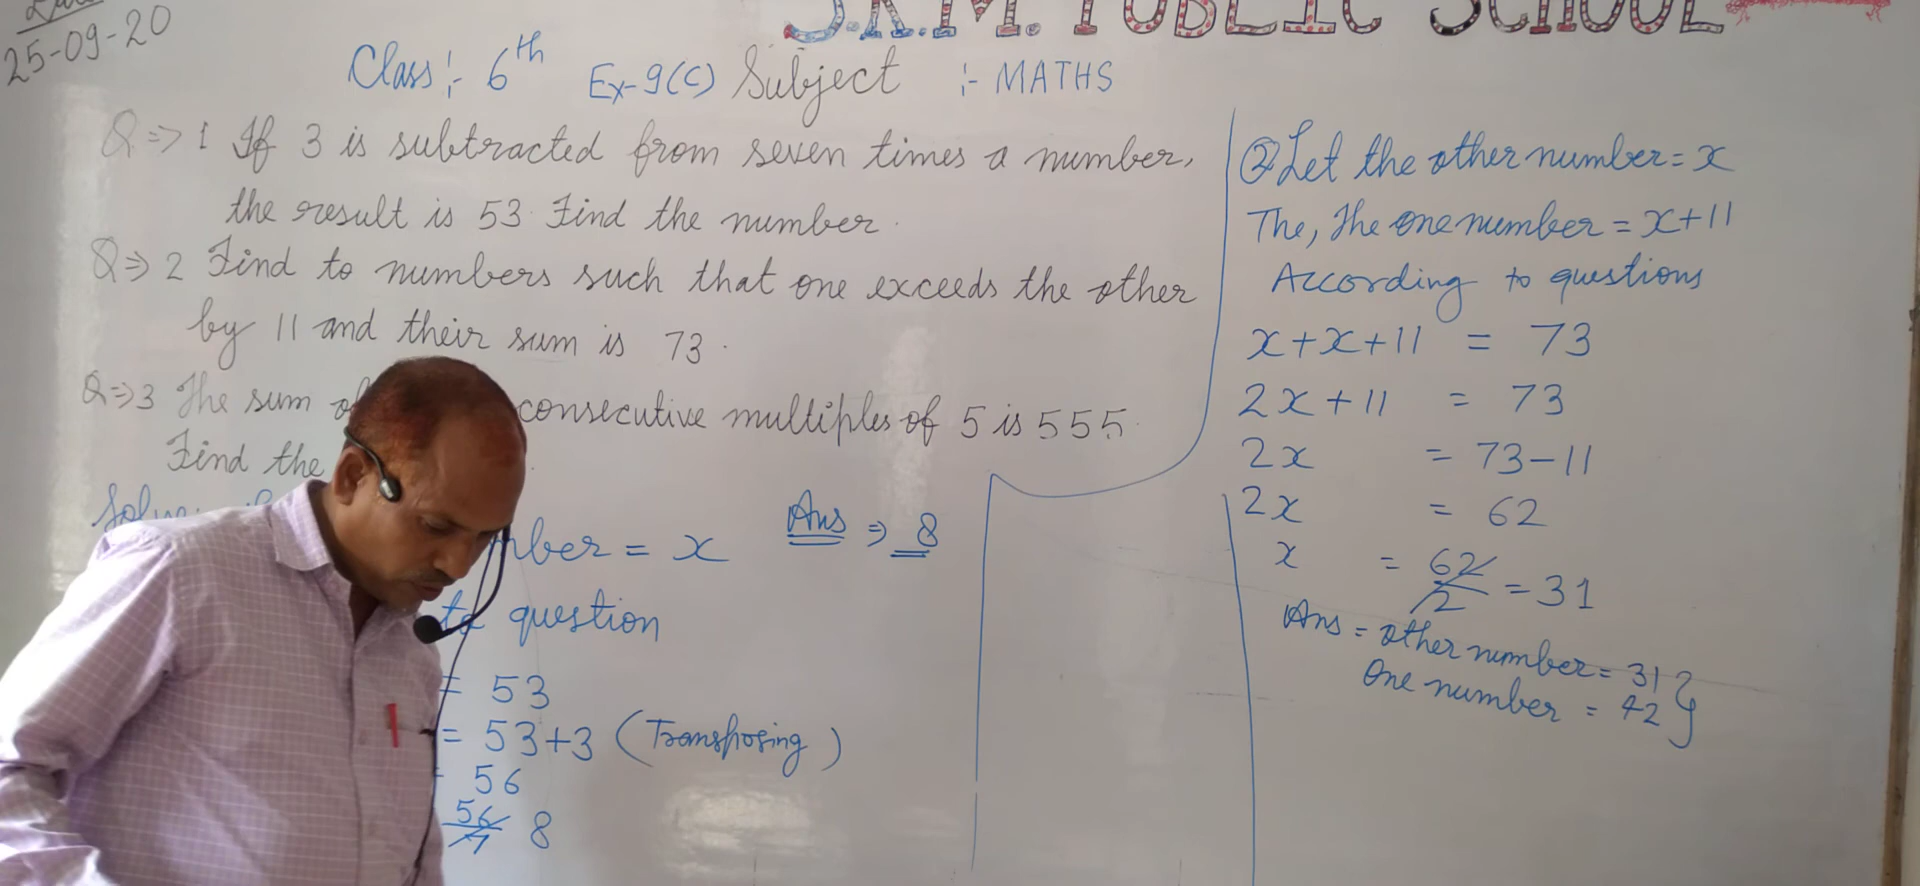 25-09-20
S.R.M. PUBLIC SCHOOL
Class :- 6th Ex-9(C) Subject :- MATHS
Q => 1 If 3 is subtracted from seven times a number,
the result is 53. Find the number.
Q => 2 Find to numbers such that one exceeds the other
by 11 and their sum is 73.
Q => 3 The sum of consecutive multiples of 5 is 555.
Find the
mber = x Ans => 8
to question
= 53
= 53+3 (Transposing)
= 56
56/7 8
② Let the other number = x
The, the one number = x+11
According to questions
x+x+11 = 73
2x+11 = 73
2x = 73-11
2x = 62
x = 62/2 = 31
Ans = other number = 31 }
One number = 42